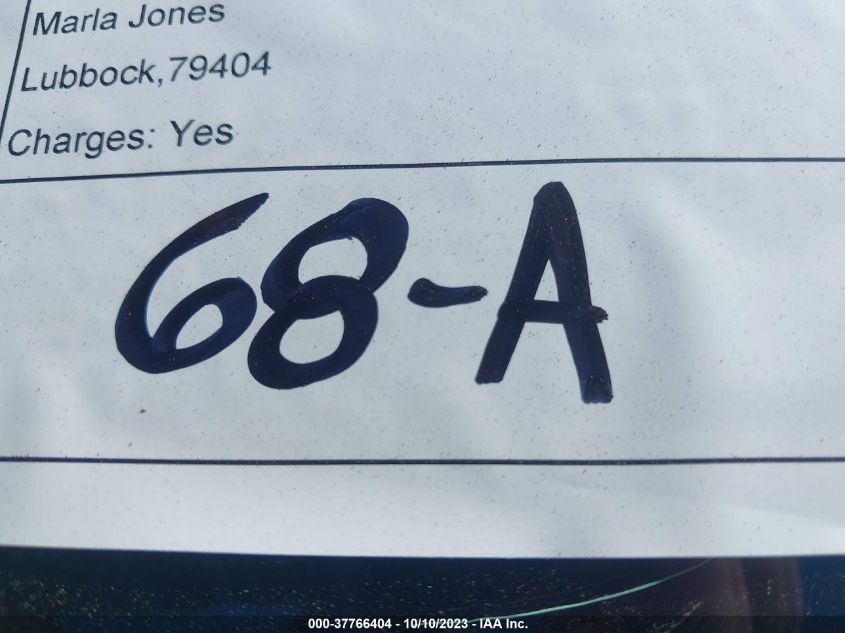 Marla Jones
Lubbock,79404
Charges: Yes
68-A
000-37766404 - 10/10/2023 - IAA Inc.